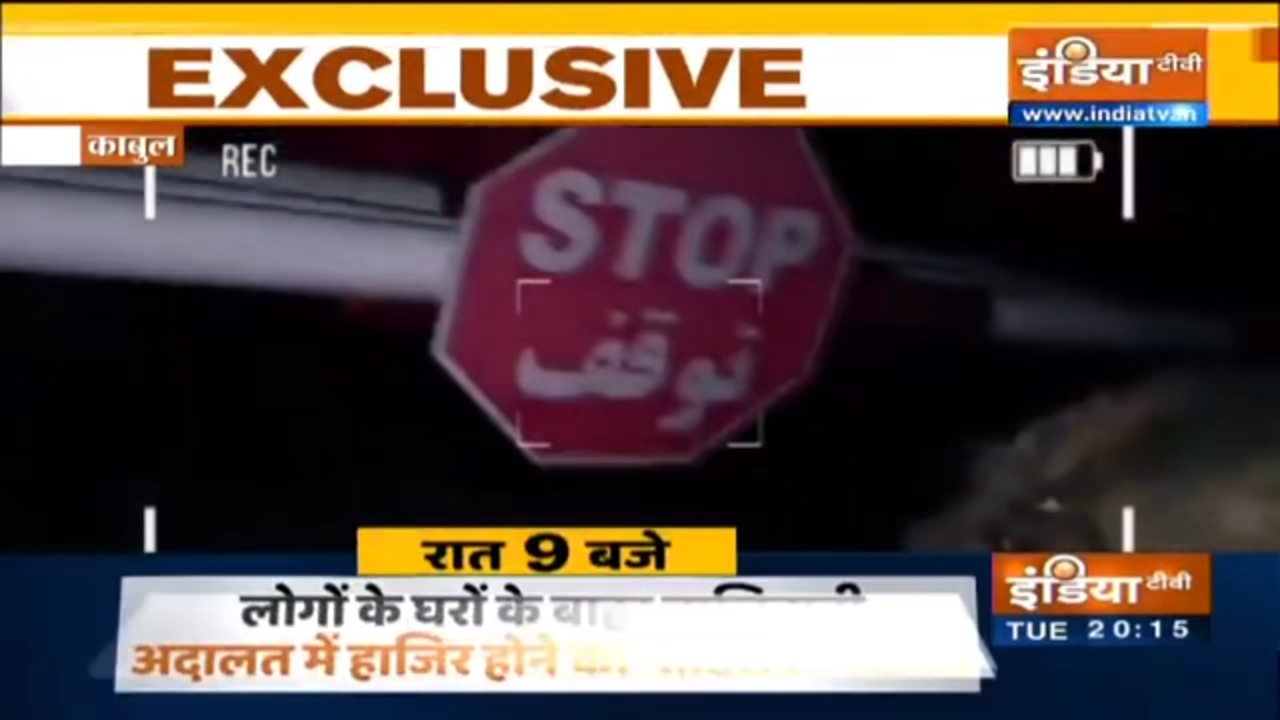 EXCLUSIVE
इंडिया टीवी
www.indiatv.in
काबुल
REC
STOP
توقف
रात 9 बजे
लोगों के घरों के
अदालत में हाजिर होने
इंडिया टीवी
TUE 20:15